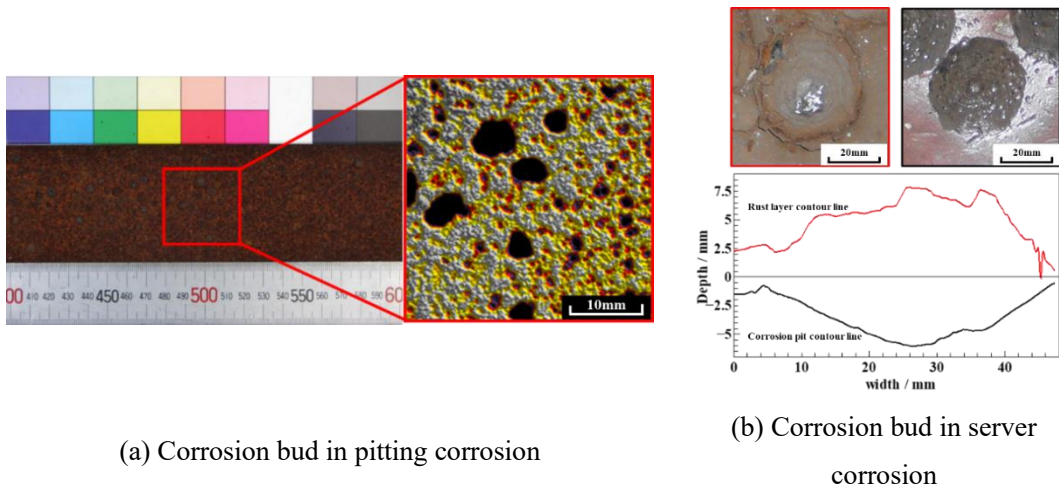 00 410 420 430 440 450 460 470 480 490 500 510 520 530 540 550 560 570 580 590 60
10mm
20mm
20mm
7.5
5
2.5
0
−2.5
−5
Depth / mm
Rust layer contour line
Corrosion pit contour line
0 10 20 30 40
width / mm
(a) Corrosion bud in pitting corrosion
(b) Corrosion bud in server
corrosion